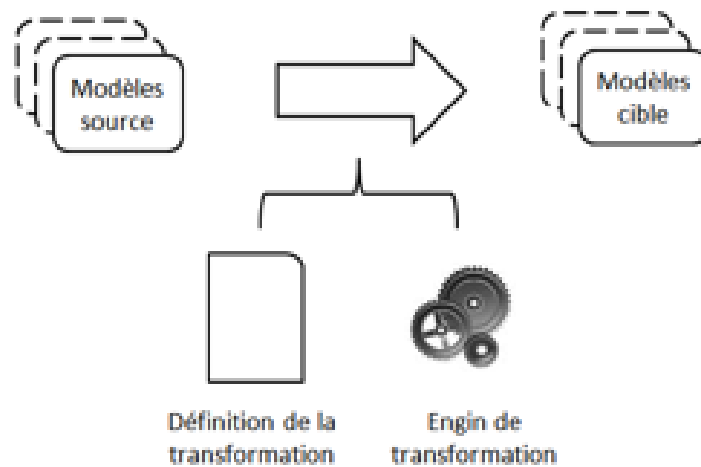 Modèles
source
Modèles
cible
Définition de la
transformation
Engin de
transformation